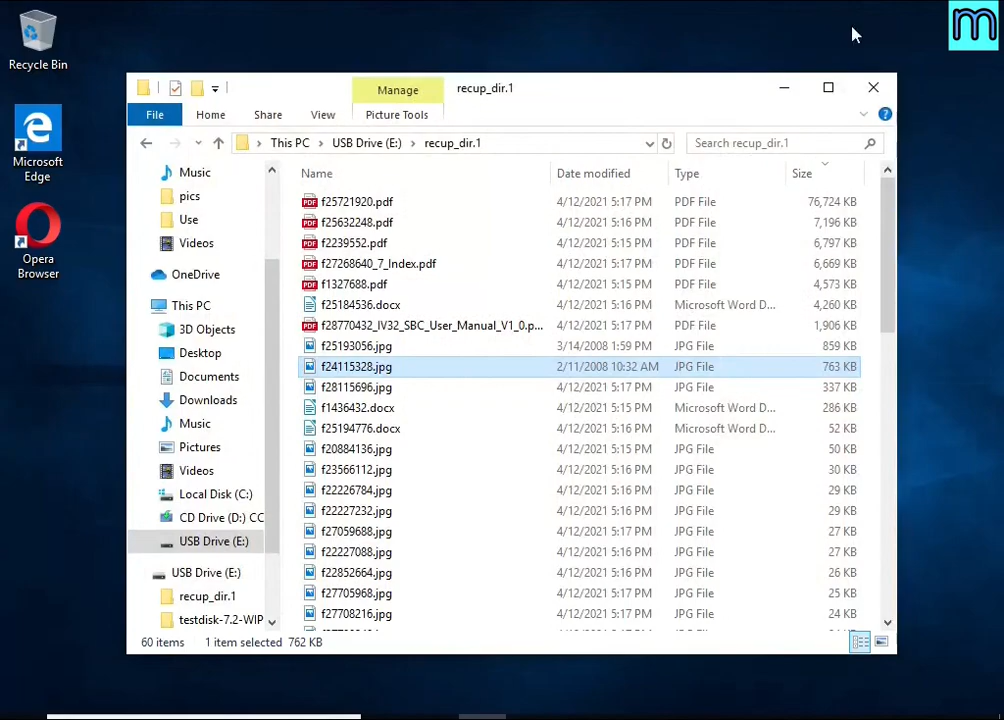 Recycle Bin
m
Manage
recup_dir.1
File
Home
Share
View
Picture Tools
This PC
USB Drive (E:)
recup_dir.1
Search recup_dir.1
Microsoft
Edge
Opera
Browser
Music
pics
Use
Videos
OneDrive
This PC
3D Objects
Desktop
Documents
Downloads
Music
Pictures
Videos
Local Disk (C:)
CD Drive (D:) CC
USB Drive (E:)
USB Drive (E:)
recup_dir.1
testdisk-7.2-WIP
Name Date modified Type Size
PDF f25721920.pdf 4/12/2021 5:17 PM PDF File 76,724 KB
PDF f25632248.pdf 4/12/2021 5:17 PM PDF File 7,196 KB
PDF f2239552.pdf 4/12/2021 5:15 PM PDF File 6,797 KB
PDF f27268640_7_Index.pdf 4/12/2021 5:17 PM PDF File 6,669 KB
PDF f1327688.pdf 4/12/2021 5:15 PM PDF File 4,573 KB
f25184536.docx 4/12/2021 5:16 PM Microsoft Word D... 4,260 KB
PDF f28770432_IV32_SBC_User_Manual_V1_0.p... 4/12/2021 5:17 PM PDF File 1,906 KB
f25193056.jpg 3/14/2008 1:59 PM JPG File 859 KB
f24115328.jpg 2/11/2008 10:32 AM JPG File 763 KB
f28115696.jpg 4/12/2021 5:17 PM JPG File 337 KB
f1436432.docx 4/12/2021 5:15 PM Microsoft Word D... 286 KB
f25194776.docx 4/12/2021 5:16 PM Microsoft Word D... 52 KB
f20884136.jpg 4/12/2021 5:15 PM JPG File 50 KB
f23566112.jpg 4/12/2021 5:16 PM JPG File 30 KB
f22226784.jpg 4/12/2021 5:16 PM JPG File 29 KB
f22227232.jpg 4/12/2021 5:16 PM JPG File 29 KB
f27059688.jpg 4/12/2021 5:17 PM JPG File 27 KB
f22227088.jpg 4/12/2021 5:16 PM JPG File 27 KB
f22852664.jpg 4/12/2021 5:16 PM JPG File 26 KB
f27705968.jpg 4/12/2021 5:17 PM JPG File 25 KB
f27708216.jpg 4/12/2021 5:17 PM JPG File 24 KB
60 items 1 item selected 762 KB